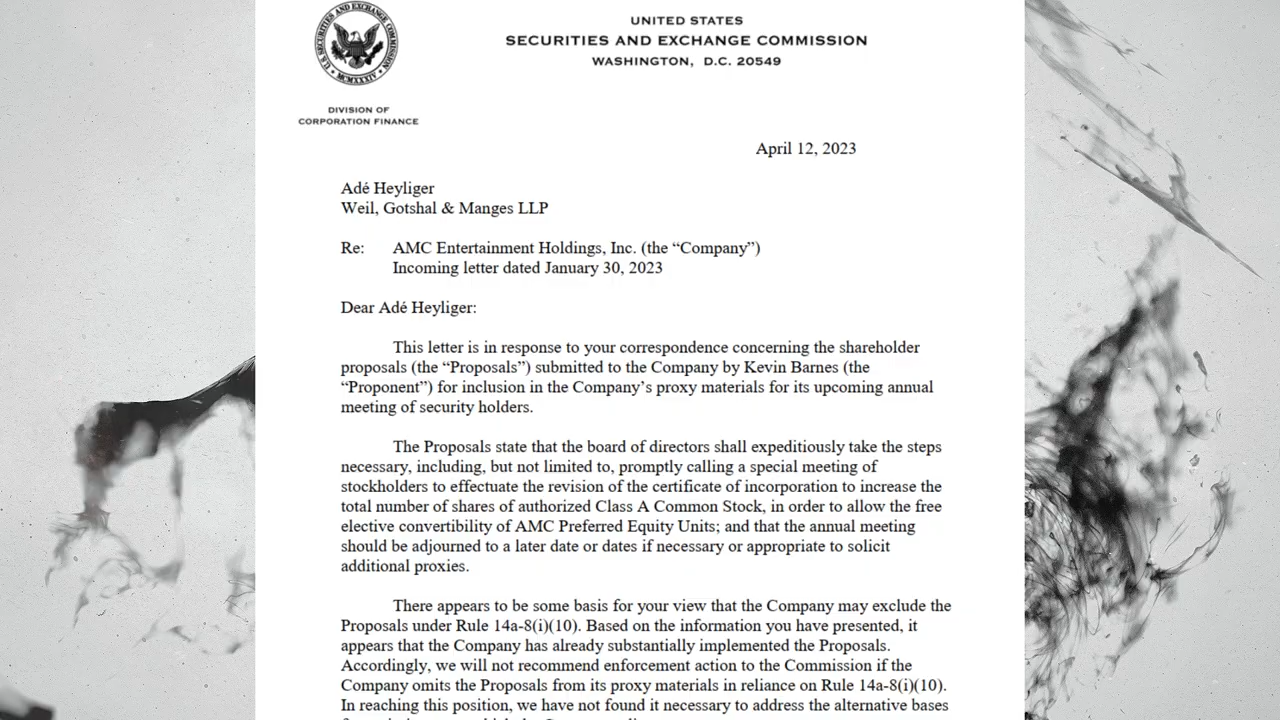 UNITED STATES
SECURITIES AND EXCHANGE COMMISSION
WASHINGTON, D.C. 20549
U.S. SECURITIES AND EXCHANGE COMMISSION
MCMXXXIV
DIVISION OF
CORPORATION FINANCE
April 12, 2023
Adé Heyliger
Weil, Gotshal & Manges LLP
Re: AMC Entertainment Holdings, Inc. (the “Company”)
Incoming letter dated January 30, 2023
Dear Adé Heyliger:
This letter is in response to your correspondence concerning the shareholder
proposals (the “Proposals”) submitted to the Company by Kevin Barnes (the
“Proponent”) for inclusion in the Company’s proxy materials for its upcoming annual
meeting of security holders.
The Proposals state that the board of directors shall expeditiously take the steps
necessary, including, but not limited to, promptly calling a special meeting of
stockholders to effectuate the revision of the certificate of incorporation to increase the
total number of shares of authorized Class A Common Stock, in order to allow the free
elective convertibility of AMC Preferred Equity Units; and that the annual meeting
should be adjourned to a later date or dates if necessary or appropriate to solicit
additional proxies.
There appears to be some basis for your view that the Company may exclude the
Proposals under Rule 14a-8(i)(10). Based on the information you have presented, it
appears that the Company has already substantially implemented the Proposals.
Accordingly, we will not recommend enforcement action to the Commission if the
Company omits the Proposals from its proxy materials in reliance on Rule 14a-8(i)(10).
In reaching this position, we have not found it necessary to address the alternative bases